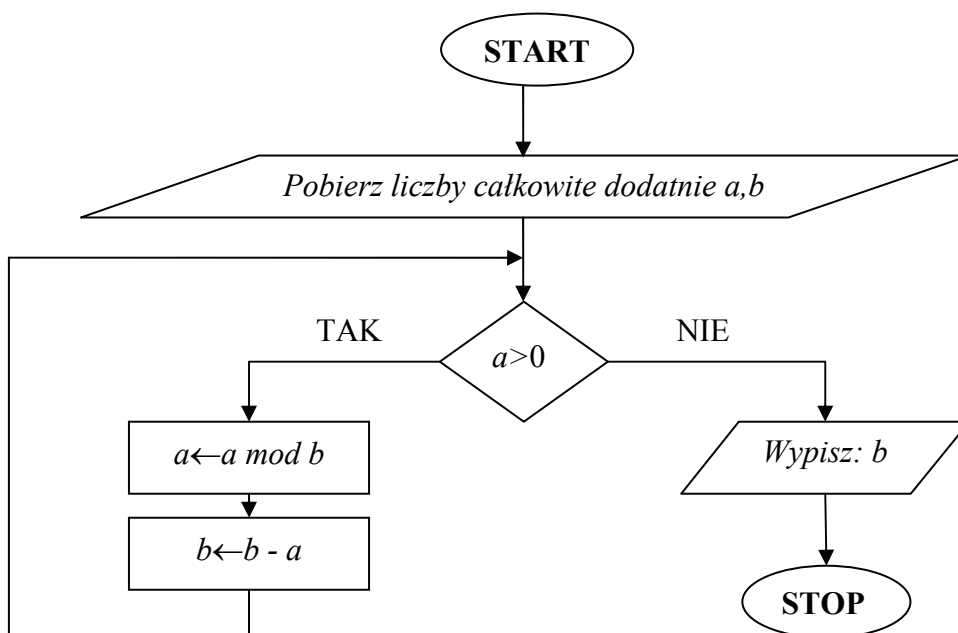 START
Pobierz liczby całkowite dodatnie a,b
TAK
a>0
NIE
a←a mod b
Wypisz: b
b←b - a
STOP